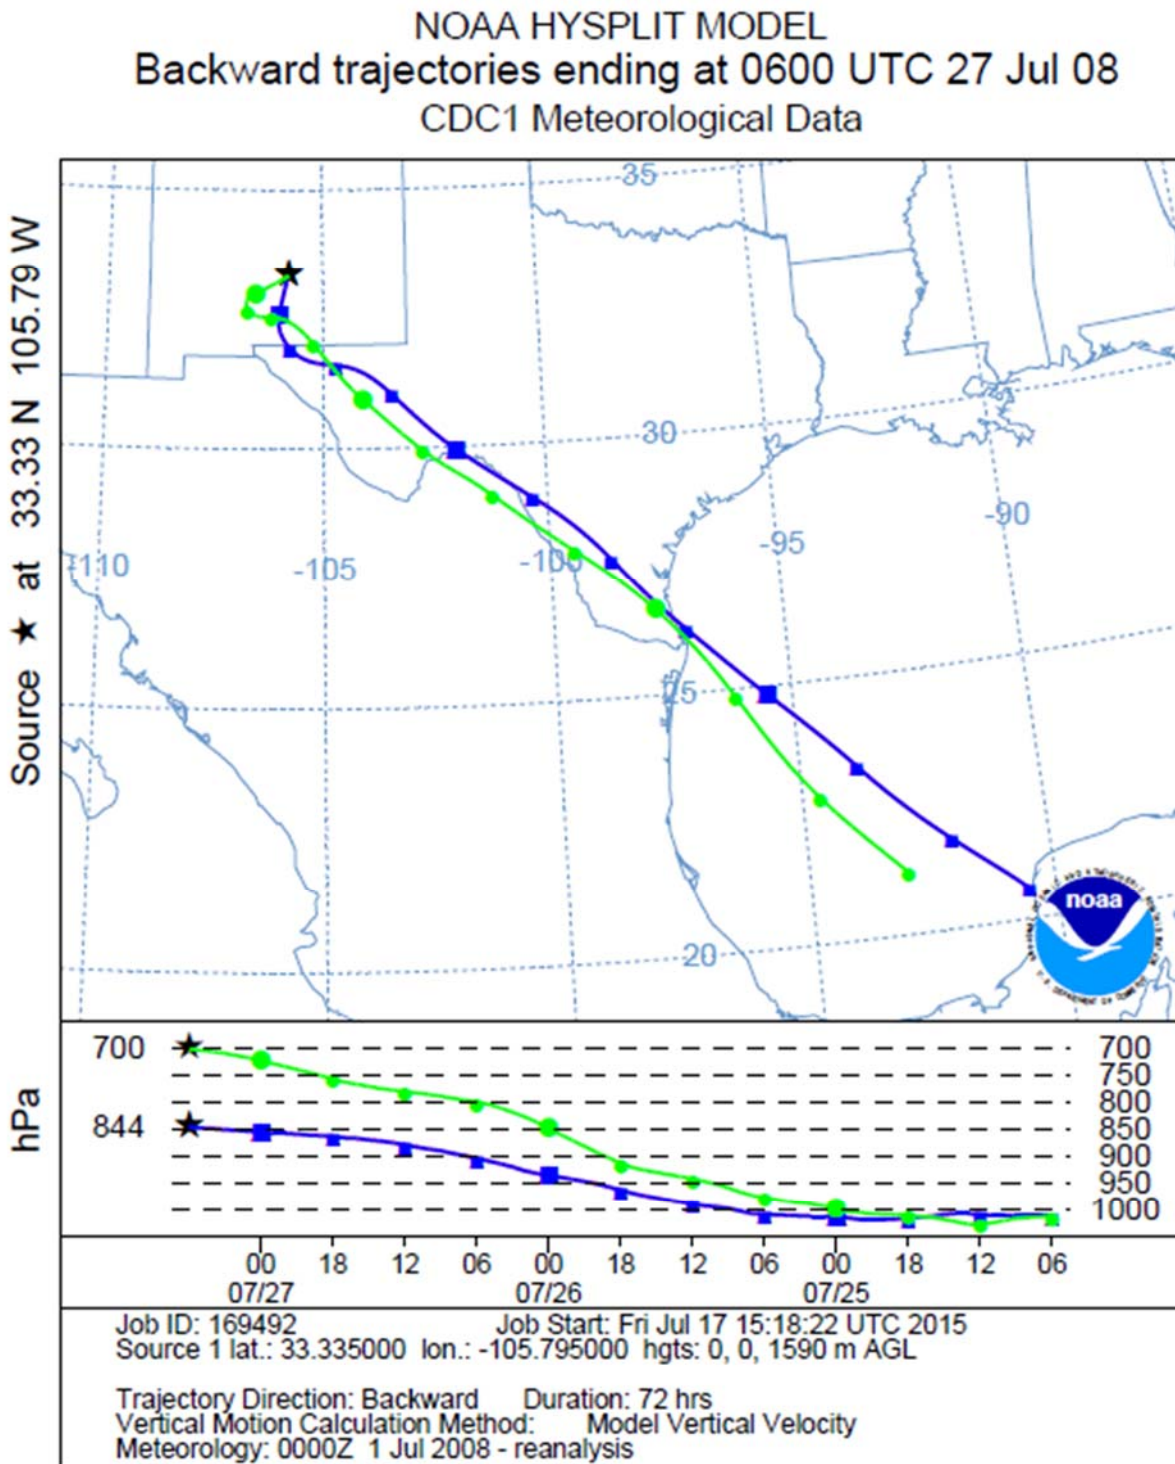 NOAA HYSPLIT MODEL
Backward trajectories ending at 0600 UTC 27 Jul 08
CDC1 Meteorological Data
Source ★ at 33.33 N 105.79 W
-35
30
-90
-95
-110
-105
-100
25
noaa
20
700 700
750
800
844 850
900
950
1000
hPa
00 18 12 06 00 18 12 06 00 18 12 06
07/27 07/26 07/25
Job ID: 169492 Job Start: Fri Jul 17 15:18:22 UTC 2015
Source 1 lat.: 33.335000 lon.: -105.795000 hgts: 0, 0, 1590 m AGL
Trajectory Direction: Backward Duration: 72 hrs
Vertical Motion Calculation Method: Model Vertical Velocity
Meteorology: 0000Z 1 Jul 2008 - reanalysis